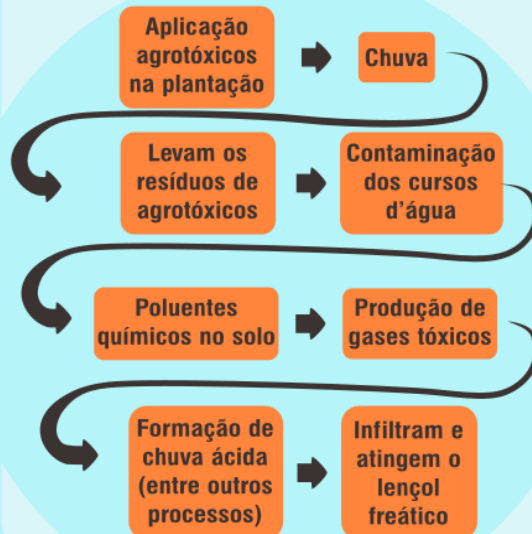 Aplicação
agrotóxicos
na plantação
Chuva
Levam os
resíduos de
agrotóxicos
Contaminação
dos cursos
d'água
Poluentes
químicos no solo
Produção de
gases tóxicos
Formação de
chuva ácida
(entre outros
processos)
Infiltram e
atingem o
lençol
freático